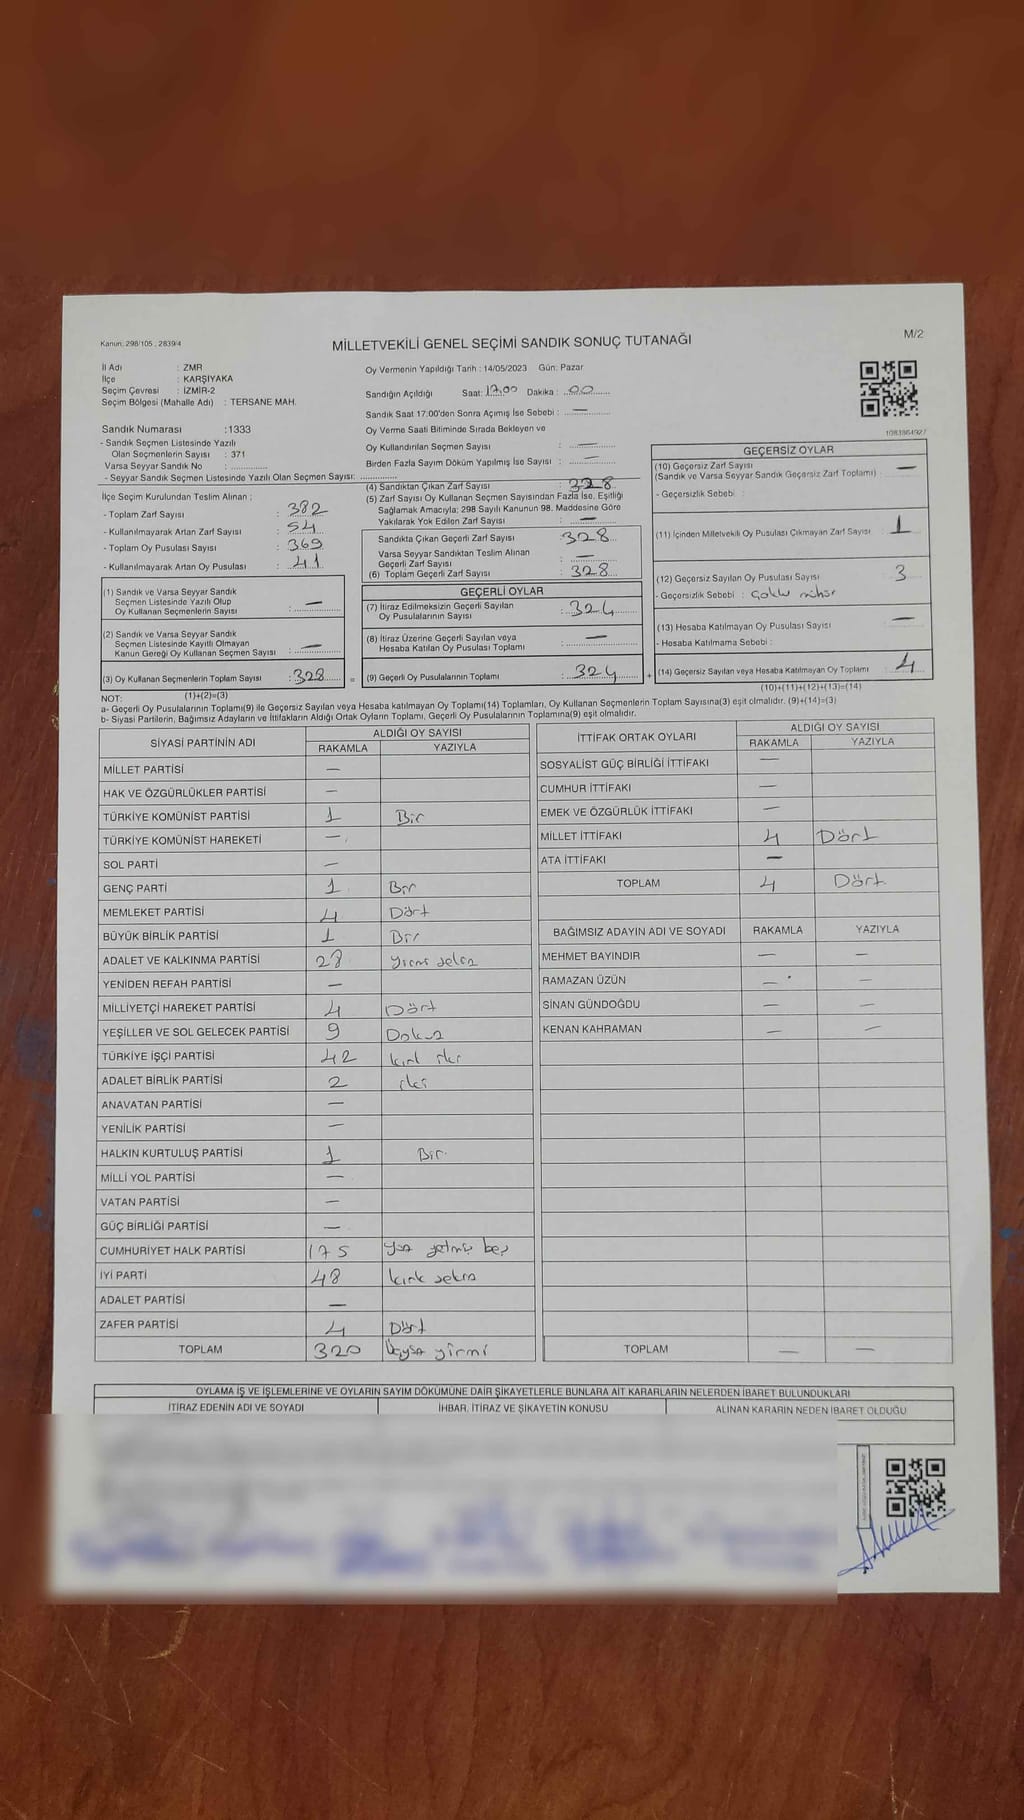 Kanun: 298/105 ; 2839/4
MİLLETVEKİLİ GENEL SEÇİMİ SANDIK SONUÇ TUTANAĞI
M/2
İl Adı : ZMR
İlçe : KARŞIYAKA
Seçim Çevresi : İZMİR-2
Seçim Bölgesi (Mahalle Adı) : TERSANE MAH.
Sandık Numarası :1333
- Sandık Seçmen Listesinde Yazılı
Olan Seçmenlerin Sayısı : 371
Varsa Seyyar Sandık No :
- Seyyar Sandık Seçmen Listesinde Yazılı Olan Seçmen Sayısı:
İlçe Seçim Kurulundan Teslim Alınan ;
- Toplam Zarf Sayısı : 382
- Kullanılmayarak Artan Zarf Sayısı : 54
- Toplam Oy Pusulası Sayısı : 369
- Kullanılmayarak Artan Oy Pusulası : 41
(1) Sandık ve Varsa Seyyar Sandık
Seçmen Listesinde Yazılı Olup
Oy Kullanan Seçmenlerin Sayısı : —
(2) Sandık ve Varsa Seyyar Sandık
Seçmen Listesinde Kayıtlı Olmayan
Kanun Gereği Oy Kullanan Seçmen Sayısı : —
(3) Oy Kullanan Seçmenlerin Toplam Sayısı : 328
(1)+(2)=(3)
Oy Vermenin Yapıldığı Tarih : 14/05/2023 Gün: Pazar
Sandığın Açıldığı Saat: 17.00 Dakika : 00
Sandık Saat 17:00'den Sonra Açımış İse Sebebi : —
Oy Verme Saati Bitiminde Sırada Bekleyen ve
Oy Kullandırılan Seçmen Sayısı : —
Birden Fazla Sayım Döküm Yapılmış İse Sayısı : —
(4) Sandıktan Çıkan Zarf Sayısı : 328
(5) Zarf Sayısı Oy Kullanan Seçmen Sayısından Fazla İse, Eşitliği
Sağlamak Amacıyla; 298 Sayılı Kanunun 98. Maddesine Göre
Yakılarak Yok Edilen Zarf Sayısı : —
Sandıkta Çıkan Geçerli Zarf Sayısı : 328
Varsa Seyyar Sandıktan Teslim Alınan
Geçerli Zarf Sayısı : —
(6) Toplam Geçerli Zarf Sayısı : 328
GEÇERLİ OYLAR
(7) İtiraz Edilmeksizin Geçerli Sayılan
Oy Pusulalarının Toplamı : 324
(8) İtiraz Üzerine Geçerli Sayılan veya
Hesaba Katılan Oy Pusulası Toplamı : —
= (9) Geçerli Oy Pusulalarının Toplamı : 324 +
1083864927
GEÇERSİZ OYLAR
(10) Geçersiz Zarf Sayısı
(Sandık ve Varsa Seyyar Sandık Geçersiz Zarf Toplamı) : —
- Geçersizlik Sebebi :
(11) İçinden Milletvekili Oy Pusulası Çıkmayan Zarf Sayısı : 1
(12) Geçersiz Sayılan Oy Pusulası Sayısı : 3
- Geçersizlik Sebebi : Çoklu mühür
(13) Hesaba Katılmayan Oy Pusulası Sayısı : —
- Hesaba Katılmama Sebebi :
(14) Geçersiz Sayılan veya Hesaba Katılmayan Oy Toplamı : 4
(10)+(11)+(12)+(13)=(14)
NOT:
a- Geçerli Oy Pusulalarının Toplamı(9) ile Geçersiz Sayılan veya Hesaba katılmayan Oy Toplamı(14) Toplamları, Oy Kullanan Seçmenlerin Toplam Sayısına(3) eşit olmalıdır. (9)+(14)=(3)
b- Siyasi Partilerin, Bağımsız Adayların ve İttifakların Aldığı Ortak Oyların Toplamı, Geçerli Oy Pusulalarının Toplamına(9) eşit olmalıdır.
SİYASİ PARTİNİN ADI ALDIĞI OY SAYISI
RAKAMLA YAZIYLA
MİLLET PARTİSİ —
HAK VE ÖZGÜRLÜKLER PARTİSİ —
TÜRKİYE KOMÜNİST PARTİSİ 1 Bir
TÜRKİYE KOMÜNİST HAREKETİ —
SOL PARTİ —
GENÇ PARTİ 1 Bir
MEMLEKET PARTİSİ 4 Dört
BÜYÜK BİRLİK PARTİSİ 1 Bir
ADALET VE KALKINMA PARTİSİ 28 yirmi sekiz
YENİDEN REFAH PARTİSİ —
MİLLİYETÇİ HAREKET PARTİSİ 4 Dört
YEŞİLLER VE SOL GELECEK PARTİSİ 9 Dokuz
TÜRKİYE İŞÇİ PARTİSİ 42 kırk iki
ADALET BİRLİK PARTİSİ 2 iki
ANAVATAN PARTİSİ —
YENİLİK PARTİSİ —
HALKIN KURTULUŞ PARTİSİ 1 Bir
MİLLİ YOL PARTİSİ —
VATAN PARTİSİ —
GÜÇ BİRLİĞİ PARTİSİ —
CUMHURİYET HALK PARTİSİ 175 yüz yetmiş beş
İYİ PARTİ 48 kırk sekiz
ADALET PARTİSİ —
ZAFER PARTİSİ 4 Dört
TOPLAM 320 Üçyüz yirmi
İTTİFAK ORTAK OYLARI ALDIĞI OY SAYISI
RAKAMLA YAZIYLA
SOSYALİST GÜÇ BİRLİĞİ İTTİFAKI —
CUMHUR İTTİFAKI —
EMEK VE ÖZGÜRLÜK İTTİFAKI —
MİLLET İTTİFAKI 4 Dört
ATA İTTİFAKI —
TOPLAM 4 Dört
BAĞIMSIZ ADAYIN ADI VE SOYADI RAKAMLA YAZIYLA
MEHMET BAYINDIR — —
RAMAZAN ÜZÜN — —
SİNAN GÜNDOĞDU — —
KENAN KAHRAMAN — —
TOPLAM — —
OYLAMA İŞ VE İŞLEMLERİNE VE OYLARIN SAYIM DÖKÜMÜNE DAİR ŞİKAYETLERLE BUNLARA AİT KARARLARIN NELERDEN İBARET BULUNDUKLARI
İTİRAZ EDENİN ADI VE SOYADI İHBAR, İTİRAZ VE ŞİKAYETİN KONUSU ALINAN KARARIN NEDEN İBARET OLDUĞU